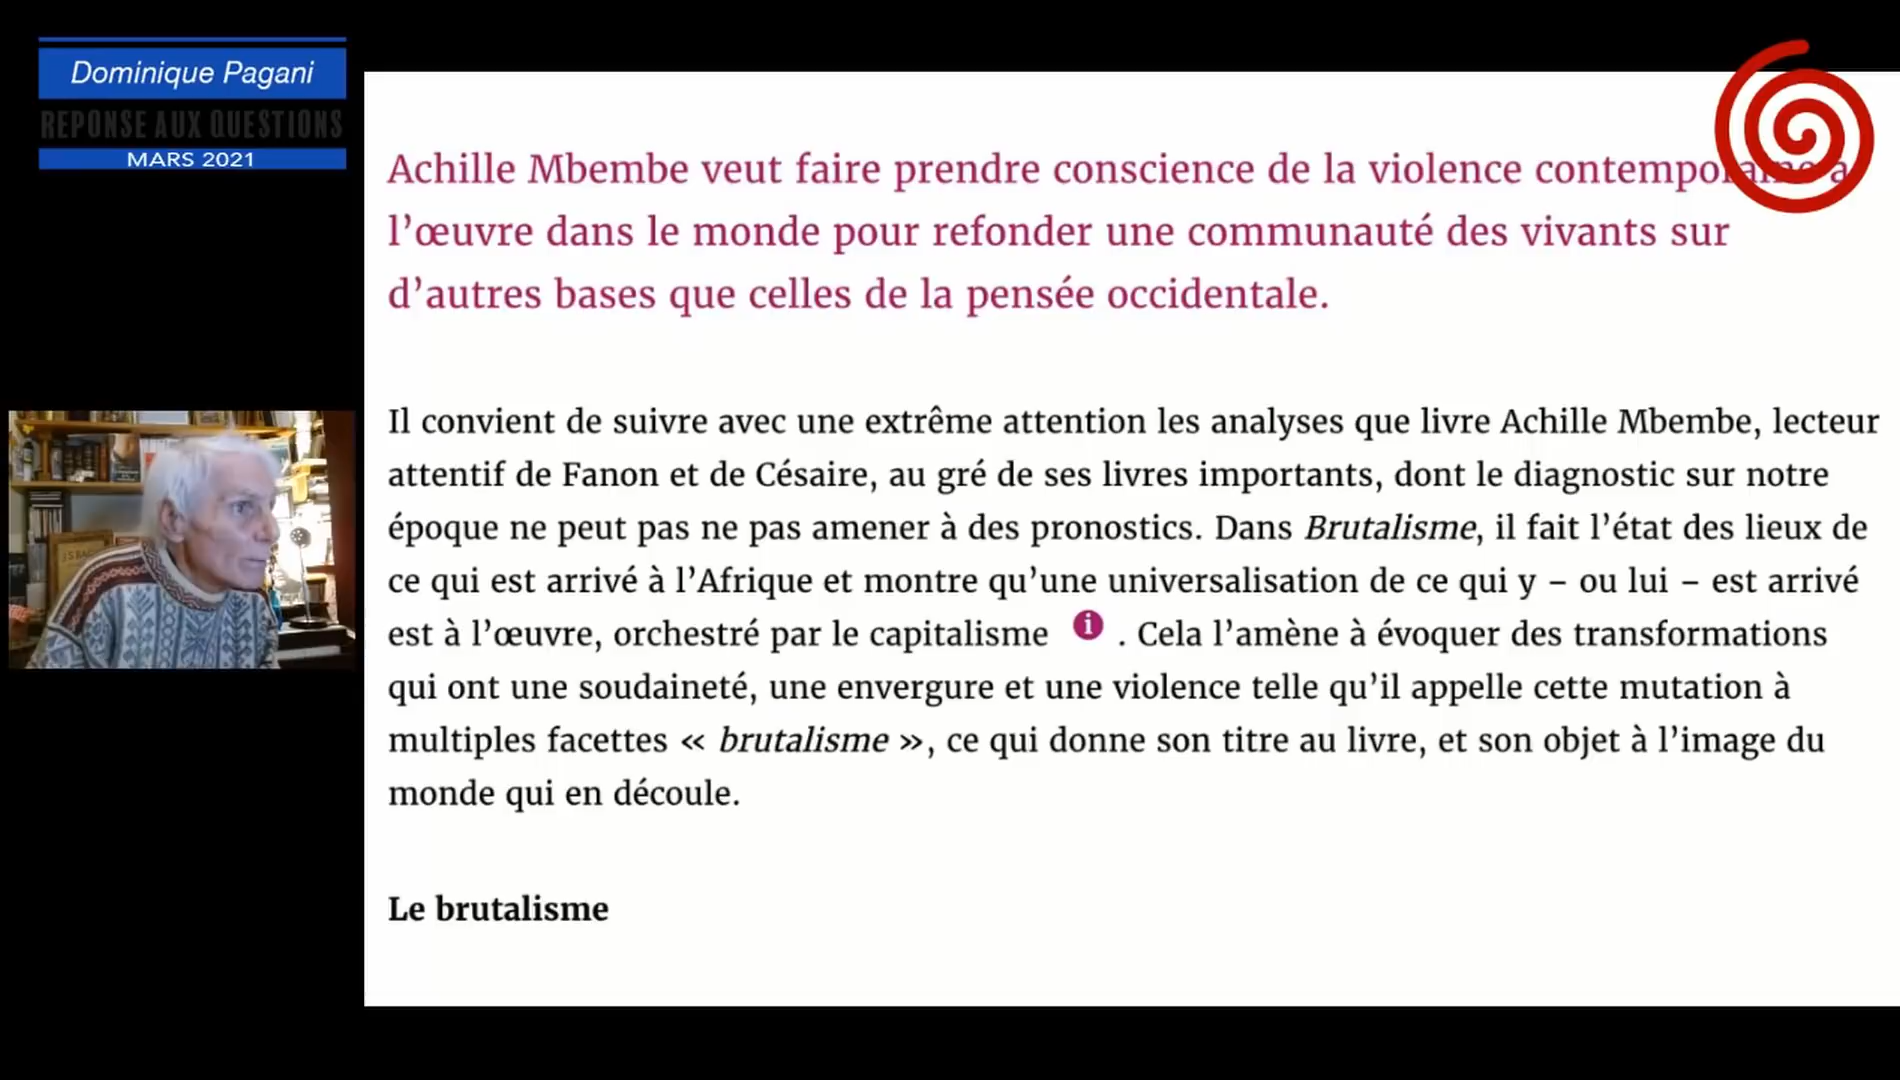 Dominique Pagani
REPONSE AUX QUESTIONS
MARS 2021
Achille Mbembe veut faire prendre conscience de la violence contemporaine à
l’œuvre dans le monde pour refonder une communauté des vivants sur
d’autres bases que celles de la pensée occidentale.
Il convient de suivre avec une extrême attention les analyses que livre Achille Mbembe, lecteur
attentif de Fanon et de Césaire, au gré de ses livres importants, dont le diagnostic sur notre
époque ne peut pas ne pas amener à des pronostics. Dans Brutalisme, il fait l’état des lieux de
ce qui est arrivé à l’Afrique et montre qu’une universalisation de ce qui y – ou lui – est arrivé
est à l’œuvre, orchestré par le capitalisme i . Cela l’amène à évoquer des transformations
qui ont une soudaineté, une envergure et une violence telle qu’il appelle cette mutation à
multiples facettes « brutalisme », ce qui donne son titre au livre, et son objet à l’image du
monde qui en découle.
Le brutalisme